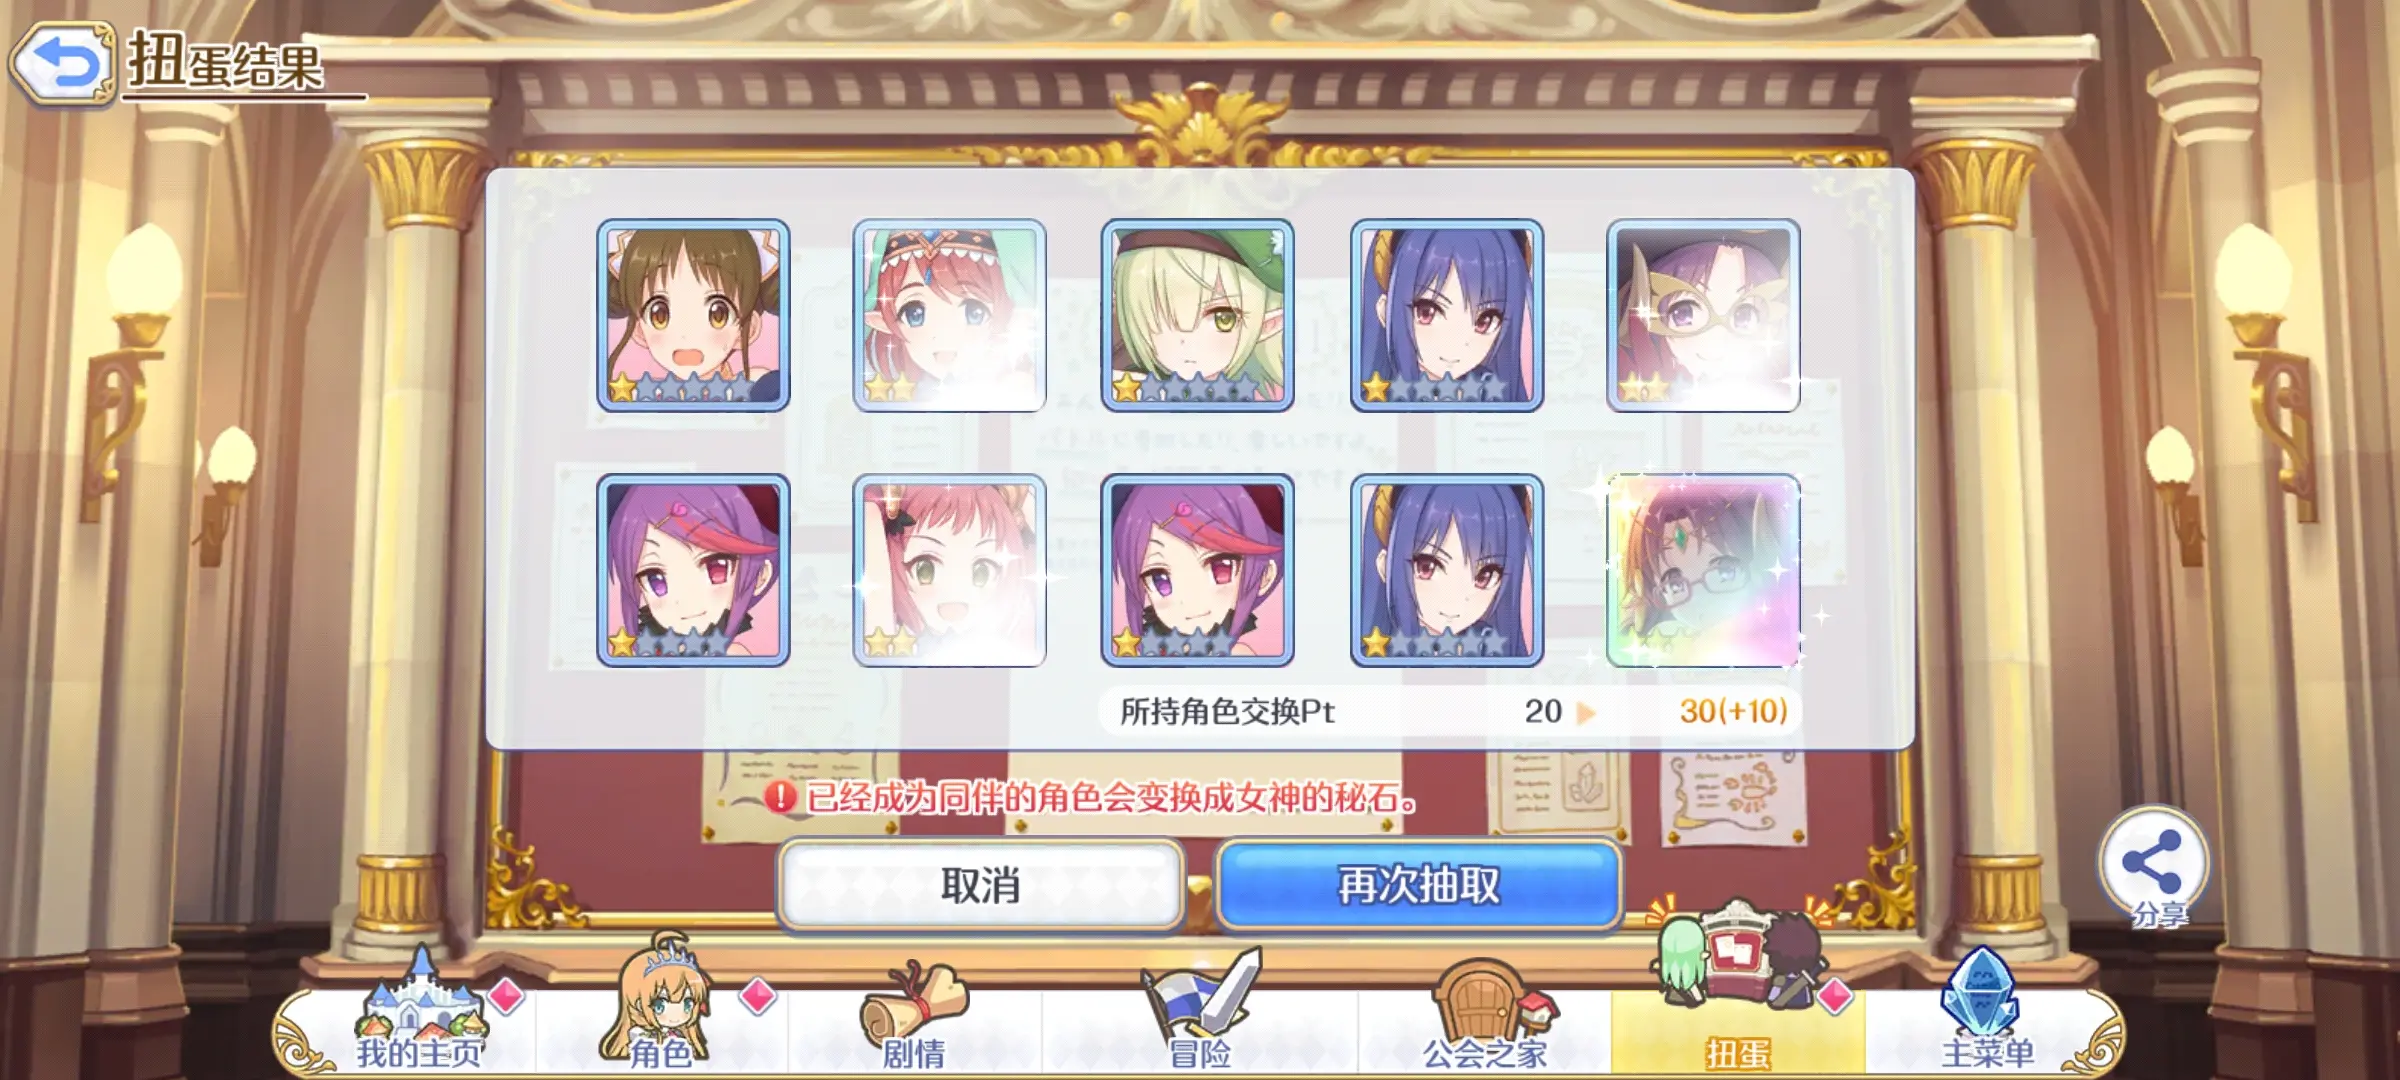 扭蛋结果
所持角色交换Pt 20 30(+10)
已经成为同伴的角色会变换成女神的秘石。
取消
再次抽取
分享
我的主页
角色
剧情
冒险
公会之家
扭蛋
主菜单